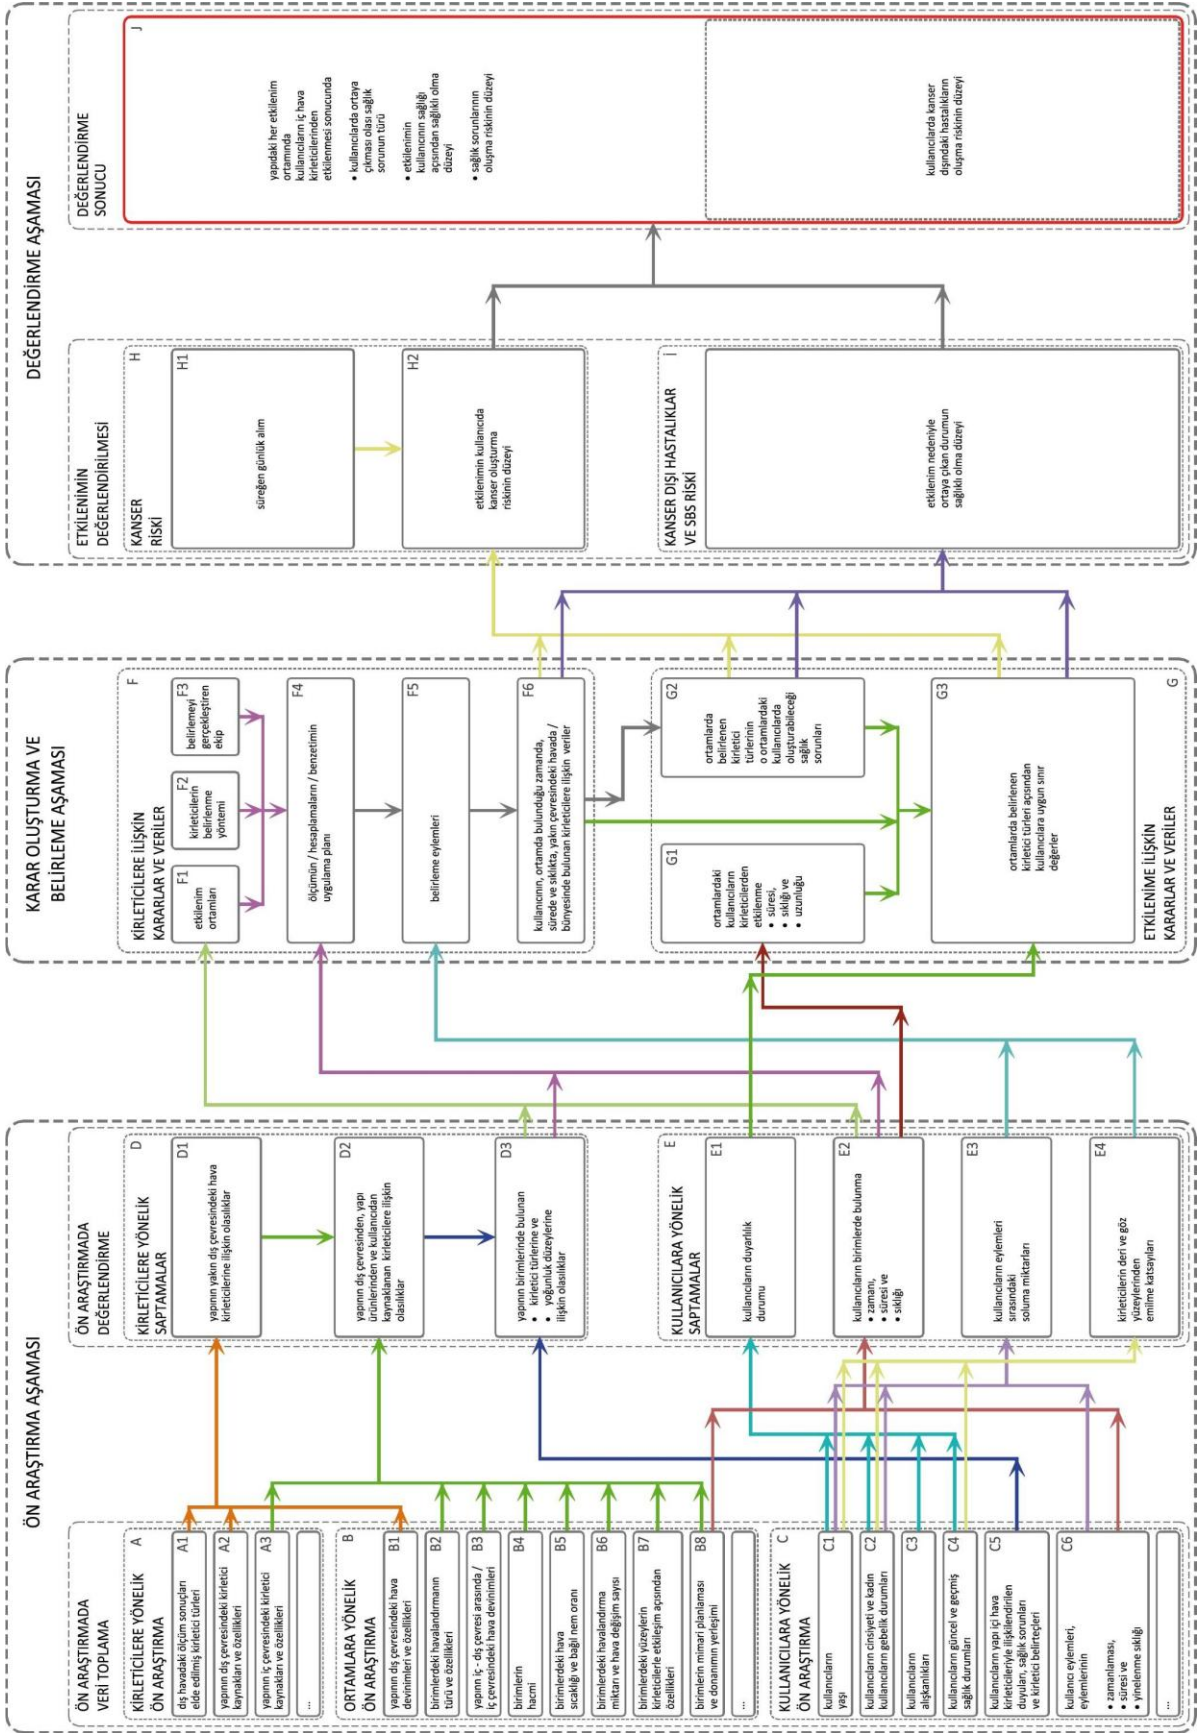 ÖN ARAŞTIRMA AŞAMASI
ÖN ARAŞTIRMADA
VERİ TOPLAMA
KİRLETİCİLERE YÖNELİK
ÖN ARAŞTIRMA
A
dış havadaki ölçüm sonuçları
elde edilmiş kirletici türleri
A1
yapının dış çevresindeki kirletici
kaynakları ve özellikleri
A2
yapının iç çevresindeki kirletici
kaynakları ve özellikleri
A3
...
ORTAMLARA YÖNELİK
ÖN ARAŞTIRMA
B
yapının dış çevresindeki hava
devinimleri ve özellikleri
B1
birimlerdeki havalandırmanın
türü ve özellikleri
B2
yapının iç - dış çevresi arasında /
iç çevresindeki hava devinimleri
B3
birimlerin
hacmi
B4
birimlerdeki hava
sıcaklığı ve bağıl nem oranı
B5
birimlerdeki havalandırma
miktarı ve hava değişim sayısı
B6
birimlerdeki yüzeylerin
kirleticilerle etkileşim açısından
özellikleri
B7
birimlerin mimari planlaması
ve donanımın yerleşimi
B8
...
KULLANICILARA YÖNELİK
ÖN ARAŞTIRMA
C
kullanıcıların
yaşı
C1
kullanıcıların cinsiyeti ve kadın
kullanıcıların gebelik durumları
C2
kullanıcıların
alışkanlıkları
C3
kullanıcıların güncel ve geçmiş
sağlık durumları
C4
kullanıcıların yapı içi hava
kirleticileriyle ilişkilendirilen
duyuları, sağlık sorunları
ve kirletici belirteçleri
C5
kullanıcı eylemleri,
eylemlerinin
• zamanlaması,
• süresi ve
• yinelenme sıklığı
C6
...
ÖN ARAŞTIRMADA
DEĞERLENDİRME
KİRLETİCİLERE YÖNELİK
SAPTAMALAR
D
yapının yakın dış çevresindeki hava
kirleticilerine ilişkin olasılıklar
D1
yapının dış çevresinden, yapı
ürünlerinden ve kullanıcıdan
kaynaklanan kirleticilere ilişkin
olasılıklar
D2
yapının birimlerinde bulunan
• kirletici türlerine ve
• yoğunluk düzeylerine
ilişkin olasılıklar
D3
KULLANICILARA YÖNELİK
SAPTAMALAR
E
kullanıcıların duyarlılık
durumu
E1
kullanıcıların birimlerde bulunma
• zamanı,
• süresi ve
• sıklığı
E2
kullanıcıların eylemleri
sırasındaki
soluma miktarları
E3
kirleticilerin deri ve göz
yüzeylerinden
emilme katsayıları
E4
KARAR OLUŞTURMA VE
BELİRLEME AŞAMASI
KİRLETİCİLERE İLİŞKİN
KARARLAR VE VERİLER
F
etkilenim
ortamları
F1
kirleticilerin
belirlenme
yöntemi
F2
belirlemeyi
gerçekleştiren
ekip
F3
ölçümün / hesaplamaların / benzetimin
uygulama planı
F4
belirleme eylemleri
F5
kullanıcının, ortamda bulunduğu zamanda,
sürede ve sıklıkta, yakın çevresindeki havada /
bünyesinde bulunan kirleticilere ilişkin veriler
F6
ortamlardaki
kullanıcıların
kirleticilerden
etkilenme
• süresi,
• sıklığı ve
• uzunluğu
G1
ortamlarda
belirlenen
kirletici
türlerinin
o ortamlardaki
kullanıcılarda
oluşturabileceği
sağlık
sorunları
G2
ortamlarda belirlenen
kirletici türleri açısından
kullanıcılara uygun sınır
değerler
G3
ETKİLENİME İLİŞKİN
KARARLAR VE VERİLER
G
DEĞERLENDİRME AŞAMASI
ETKİLENİMİN
DEĞERLENDİRİLMESİ
KANSER
RİSKİ
H
süreğen günlük alım
H1
etkilenimin kullanıcıda
kanser oluşturma
riskinin düzeyi
H2
KANSER DIŞI HASTALIKLAR
VE SBS RİSKİ
İ
etkilenim nedeniyle
ortaya çıkan durumun
sağlıklı olma düzeyi
DEĞERLENDİRME
SONUCU
J
yapıdaki her etkilenim
ortamında
kullanıcıların iç hava
kirleticilerinden
etkilenmesi sonucunda
• kullanıcılarda ortaya
çıkması olası sağlık
sorunun türü
• etkilenimin
kullanıcının sağlığı
açısından sağlıklı olma
düzeyi
• sağlık sorunlarının
oluşma riskinin düzeyi
kullanıcılarda kanser
dışındaki hastalıkların
oluşma riskinin düzeyi